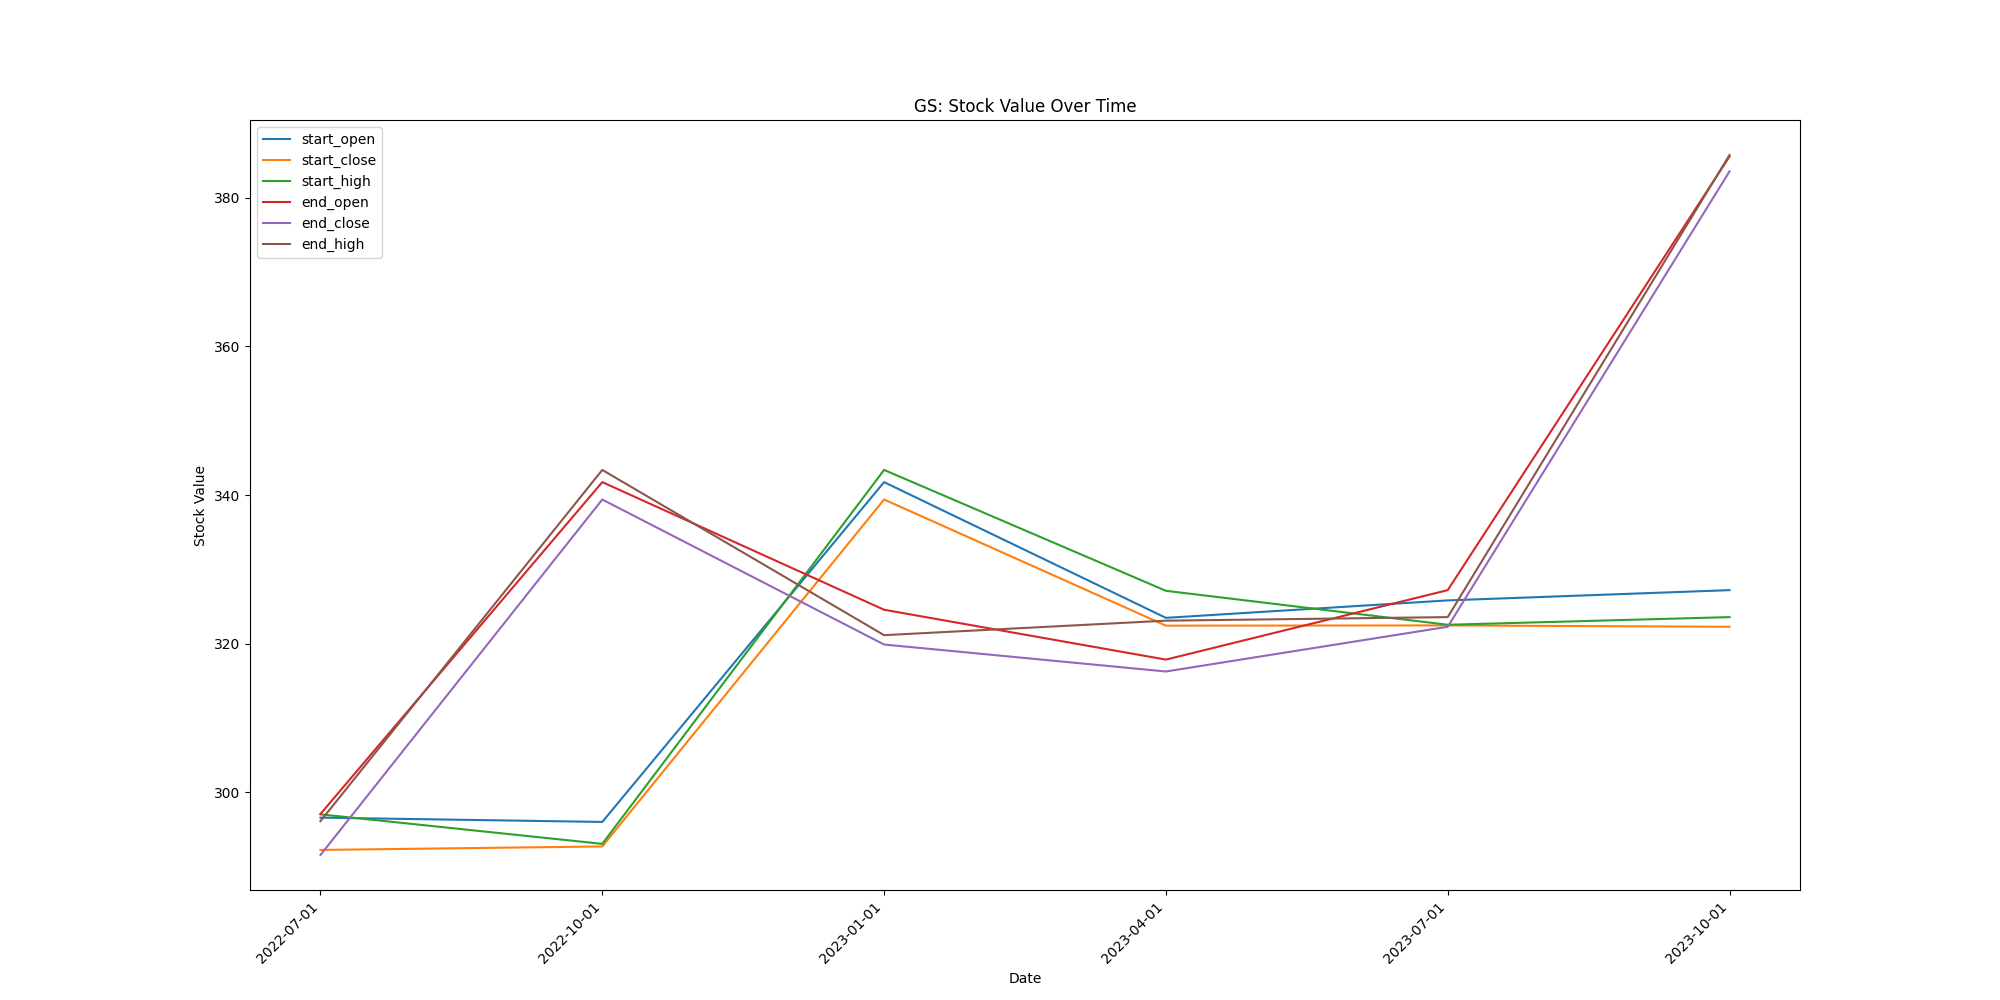 GS: Stock Value Over Time
start_open
start_close
start_high
end_open
end_close
end_high
380
360
340
320
300
Stock Value
2022-07-01
2022-10-01
2023-01-01
2023-04-01
2023-07-01
2023-10-01
Date